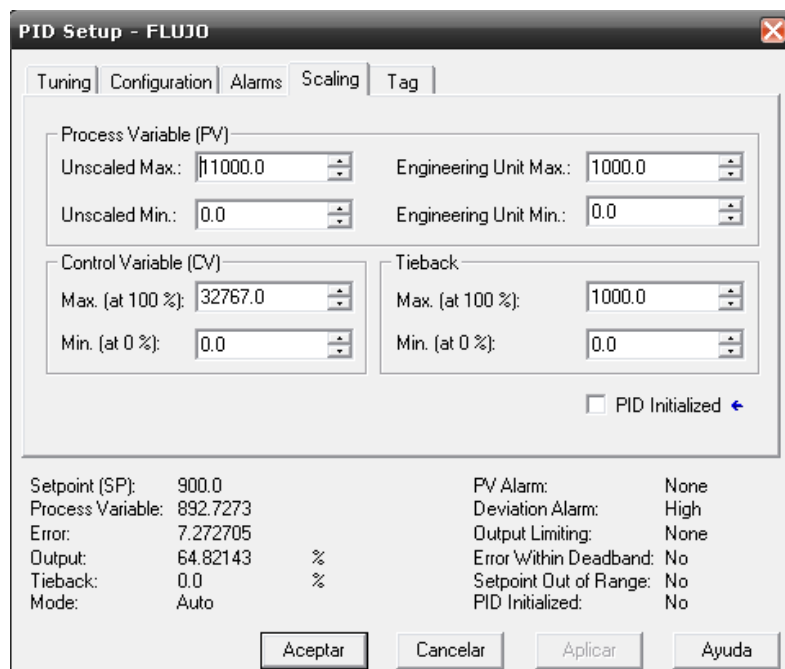 PID Setup - FLUJO
Tuning Configuration Alarms Scaling Tag
Process Variable (PV)
Unscaled Max.: 11000.0 Engineering Unit Max.: 1000.0
Unscaled Min.: 0.0 Engineering Unit Min.: 0.0
Control Variable (CV) Tieback
Max. (at 100 %): 32767.0 Max. (at 100 %): 1000.0
Min. (at 0 %): 0.0 Min. (at 0 %): 0.0
PID Initialized
Setpoint (SP): 900.0 PV Alarm: None
Process Variable: 892.7273 Deviation Alarm: High
Error: 7.272705 Output Limiting: None
Output: 64.82143 % Error Within Deadband: No
Tieback: 0.0 % Setpoint Out of Range: No
Mode: Auto PID Initialized: No
Aceptar Cancelar Aplicar Ayuda